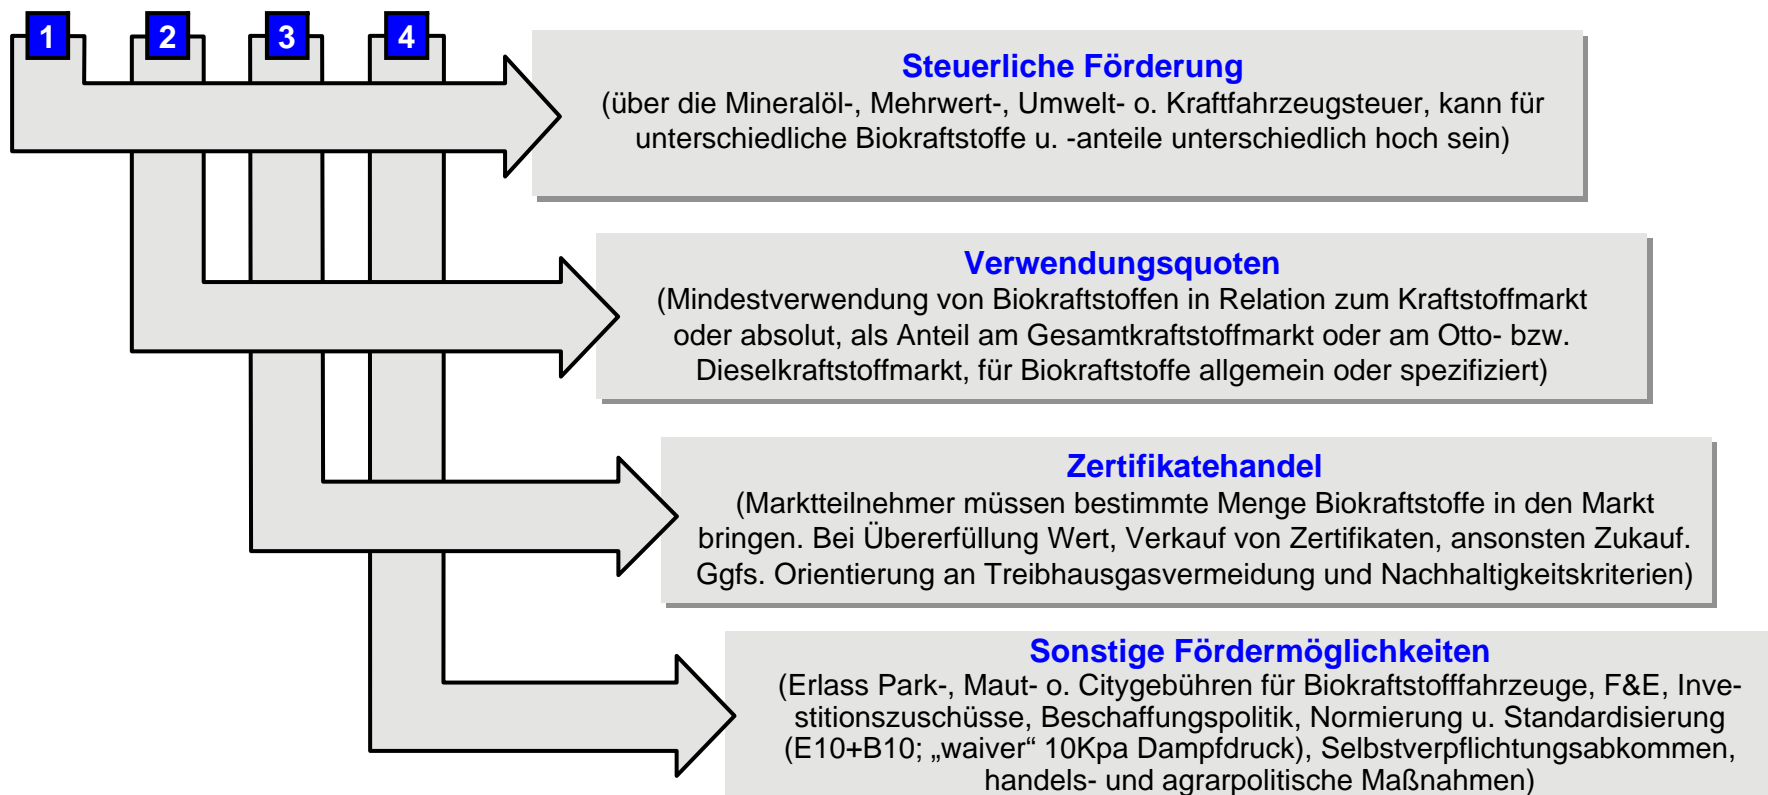 1 2 3 4
Steuerliche Förderung
(über die Mineralöl-, Mehrwert-, Umwelt- o. Kraftfahrzeugsteuer, kann für
unterschiedliche Biokraftstoffe u. -anteile unterschiedlich hoch sein)
Verwendungsquoten
(Mindestverwendung von Biokraftstoffen in Relation zum Kraftstoffmarkt
oder absolut, als Anteil am Gesamtkraftstoffmarkt oder am Otto- bzw.
Dieselkraftstoffmarkt, für Biokraftstoffe allgemein oder spezifiziert)
Zertifikatehandel
(Marktteilnehmer müssen bestimmte Menge Biokraftstoffe in den Markt
bringen. Bei Übererfüllung Wert, Verkauf von Zertifikaten, ansonsten Zukauf.
Ggfs. Orientierung an Treibhausgasvermeidung und Nachhaltigkeitskriterien)
Sonstige Fördermöglichkeiten
(Erlass Park-, Maut- o. Citygebühren für Biokraftstofffahrzeuge, F&E, Inve-
stitionszuschüsse, Beschaffungspolitik, Normierung u. Standardisierung
(E10+B10; „waiver“ 10Kpa Dampfdruck), Selbstverpflichtungsabkommen,
handels- und agrarpolitische Maßnahmen)